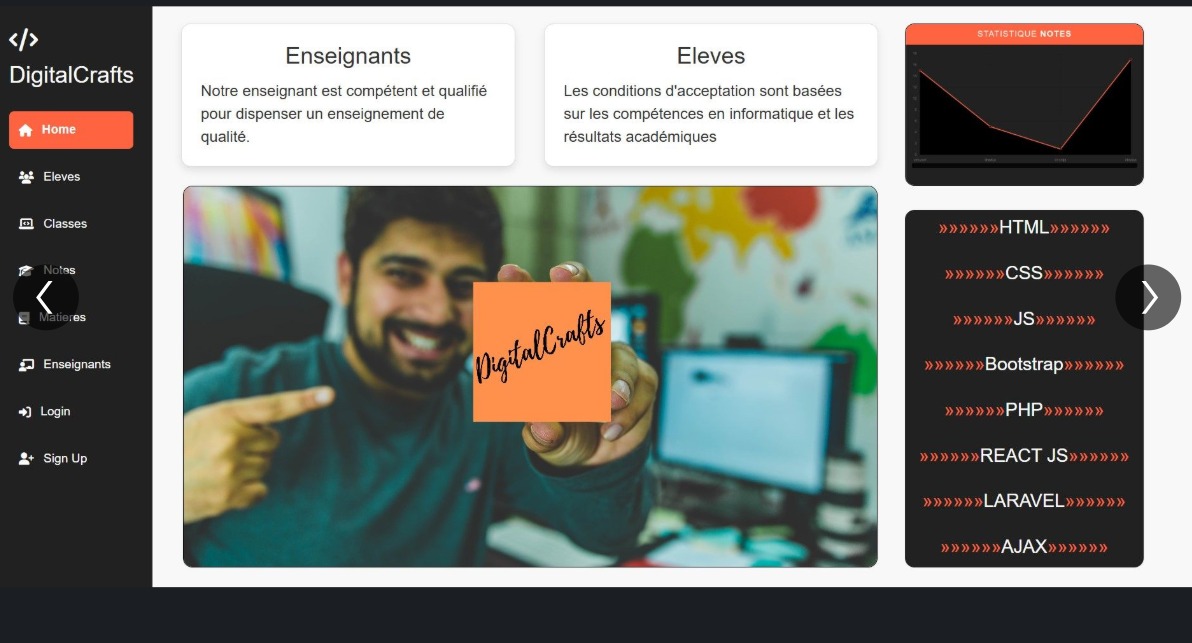 DigitalCrafts
Home
Eleves
Classes
Notes
Matieres
Enseignants
Login
Sign Up
Enseignants
Notre enseignant est compétent et qualifié
pour dispenser un enseignement de
qualité.
Eleves
Les conditions d'acceptation sont basées
sur les compétences en informatique et les
résultats académiques
DigitalCrafts
STATISTIQUE NOTES
»»»»»»HTML»»»»»»
»»»»»»CSS»»»»»»
»»»»»»JS»»»»»»
»»»»»»Bootstrap»»»»»»
»»»»»»PHP»»»»»»
»»»»»»REACT JS»»»»»»
»»»»»»LARAVEL»»»»»»
»»»»»»AJAX»»»»»»